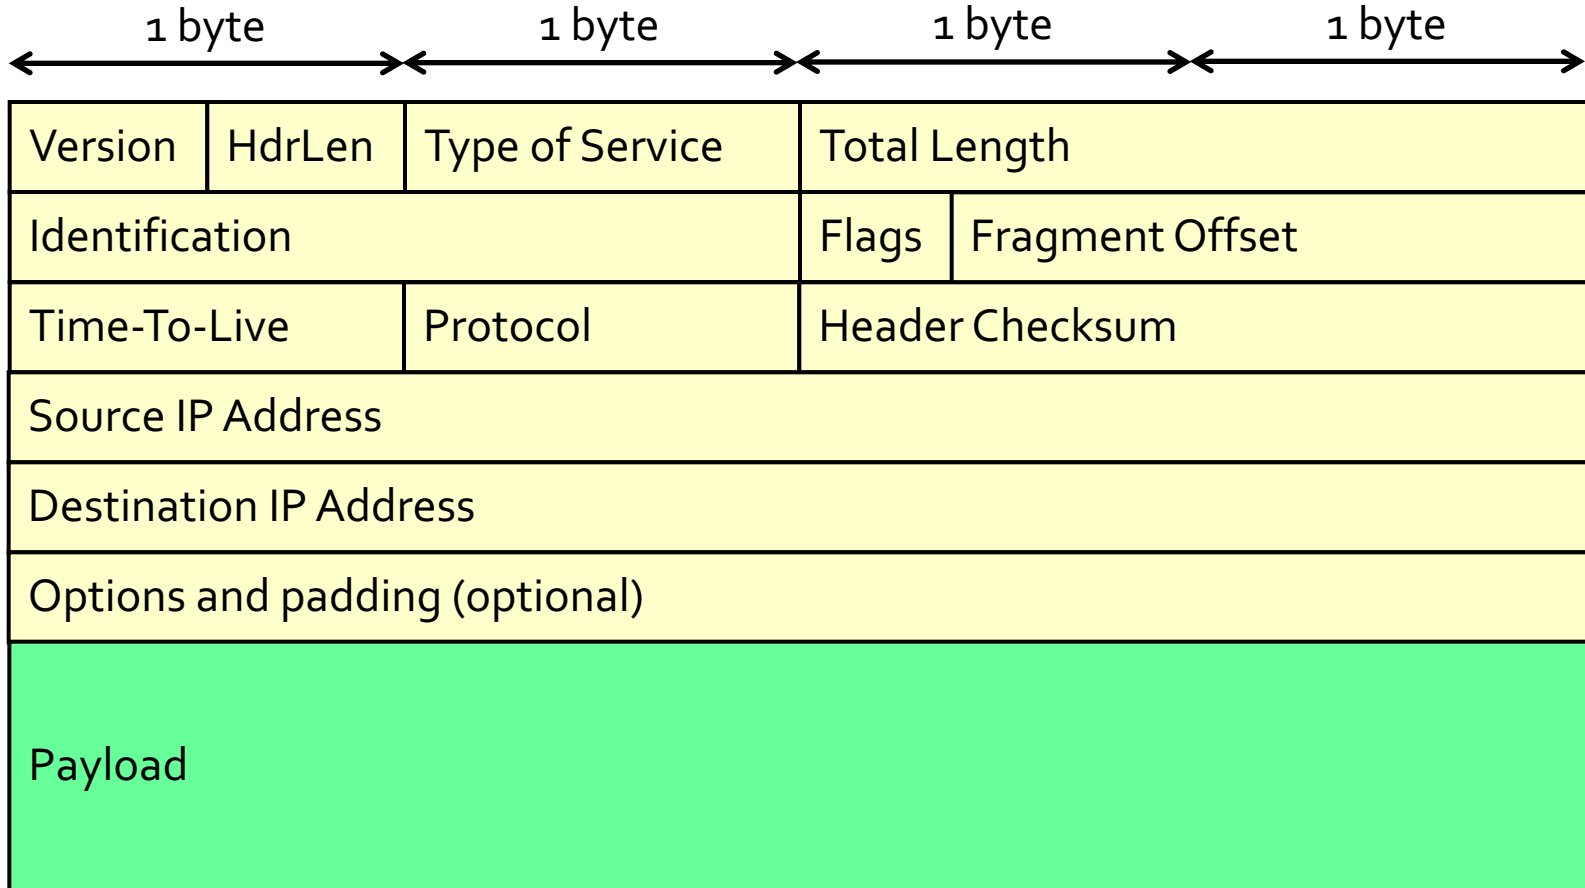 1 byte 1 byte 1 byte 1 byte
Version HdrLen Type of Service Total Length
Identification Flags Fragment Offset
Time-To-Live Protocol Header Checksum
Source IP Address
Destination IP Address
Options and padding (optional)
Payload